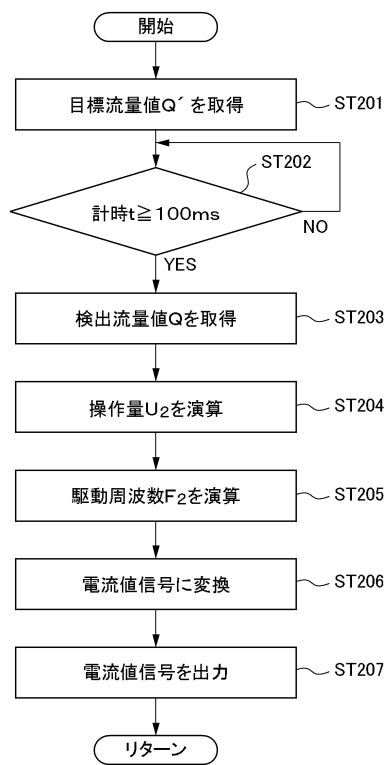 開始
目標流量値Q´を取得
ST201
ST202
計時t≧100ms
NO
YES
検出流量値Qを取得
ST203
操作量U2を演算
ST204
駆動周波数F2を演算
ST205
電流値信号に変換
ST206
電流値信号を出力
ST207
リターン